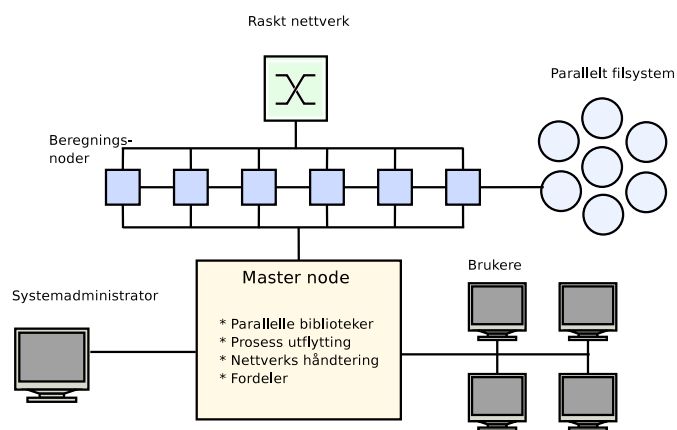 Raskt nettverk
Parallelt filsystem
Beregnings-
noder
Master node
* Parallelle biblioteker
* Prosess utflytting
* Nettverks håndtering
* Fordeler
Systemadministrator
Brukere